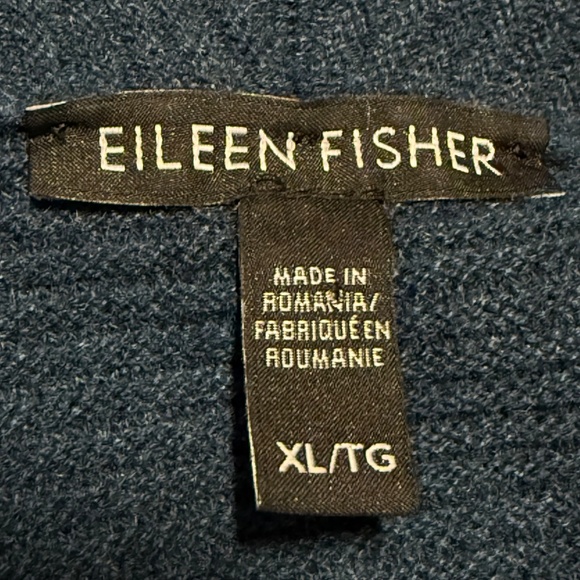 EILEEN FISHER
MADE IN
ROMANIA/
FABRIQUÉ EN
ROUMANIE
XL/TG